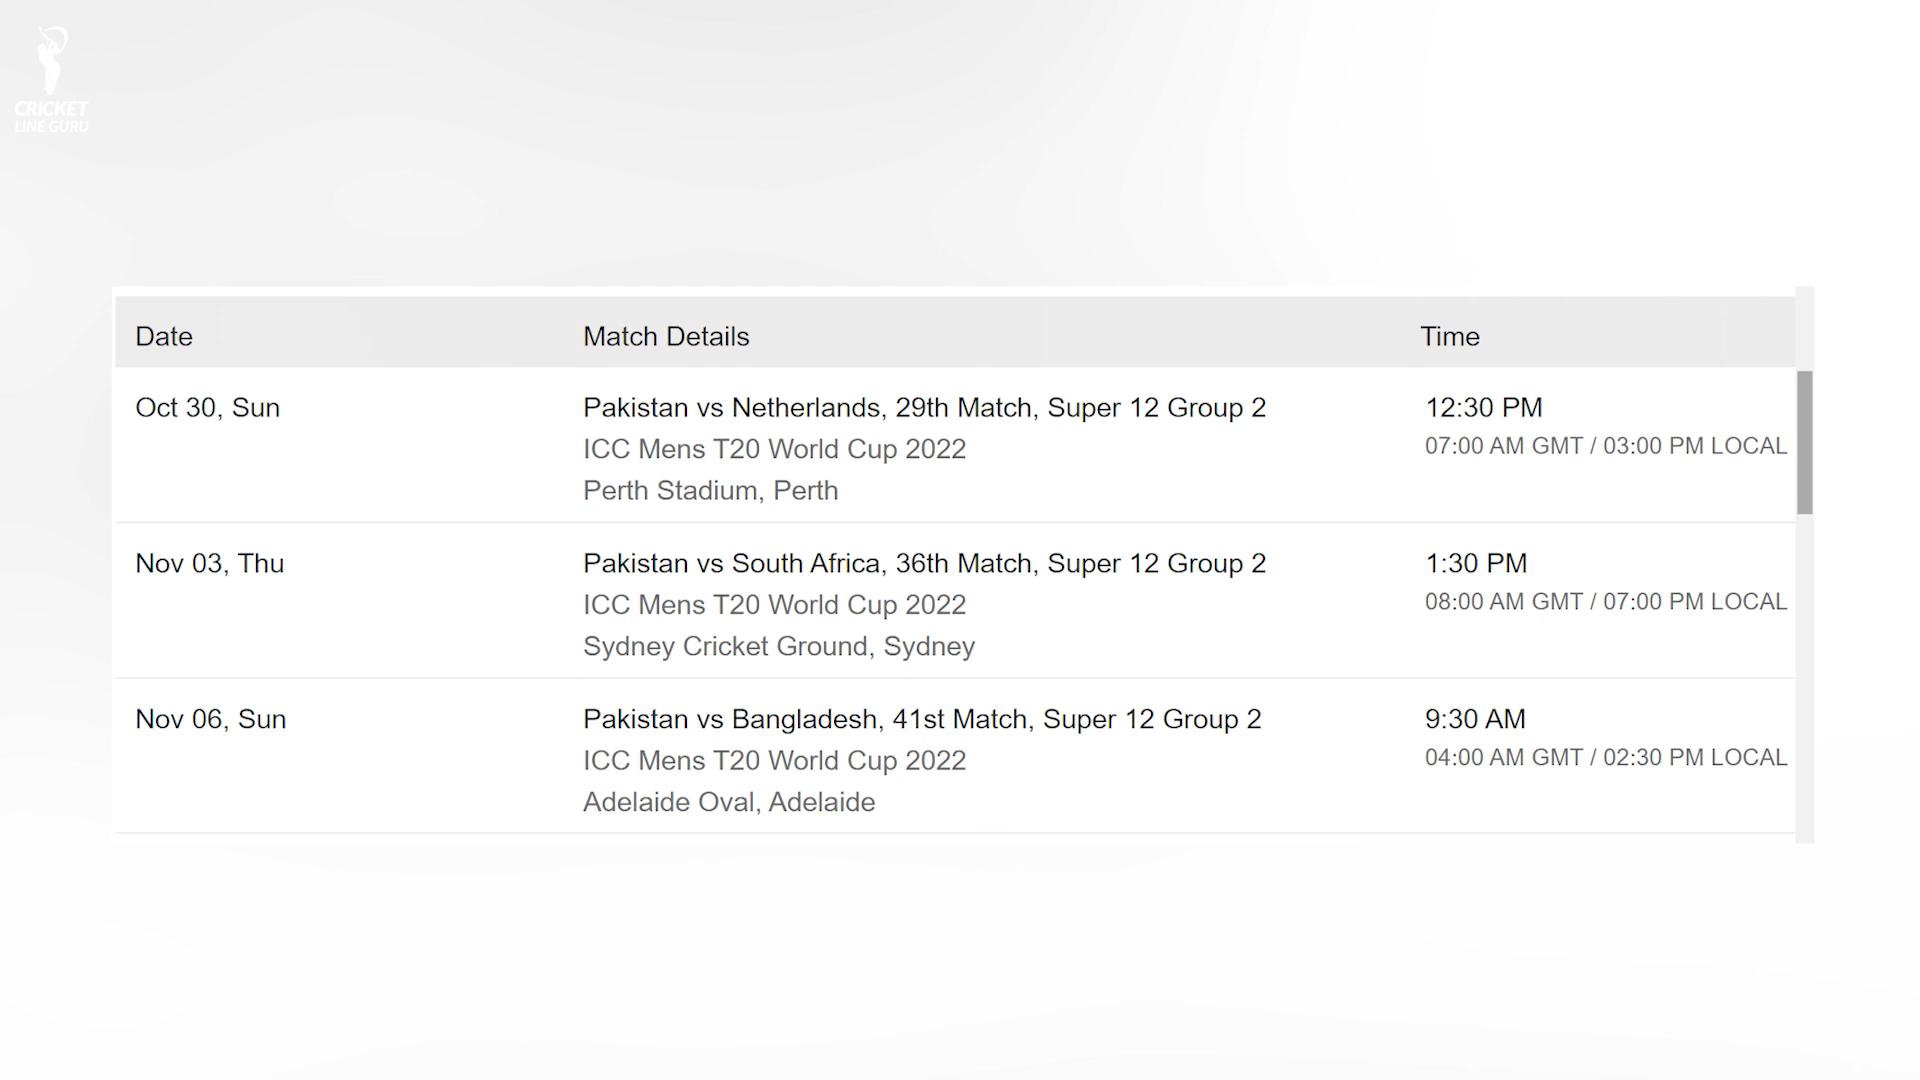 CRICKET
LINE GURU
Date Match Details Time
Oct 30, Sun Pakistan vs Netherlands, 29th Match, Super 12 Group 2 12:30 PM
ICC Mens T20 World Cup 2022 07:00 AM GMT / 03:00 PM LOCAL
Perth Stadium, Perth
Nov 03, Thu Pakistan vs South Africa, 36th Match, Super 12 Group 2 1:30 PM
ICC Mens T20 World Cup 2022 08:00 AM GMT / 07:00 PM LOCAL
Sydney Cricket Ground, Sydney
Nov 06, Sun Pakistan vs Bangladesh, 41st Match, Super 12 Group 2 9:30 AM
ICC Mens T20 World Cup 2022 04:00 AM GMT / 02:30 PM LOCAL
Adelaide Oval, Adelaide